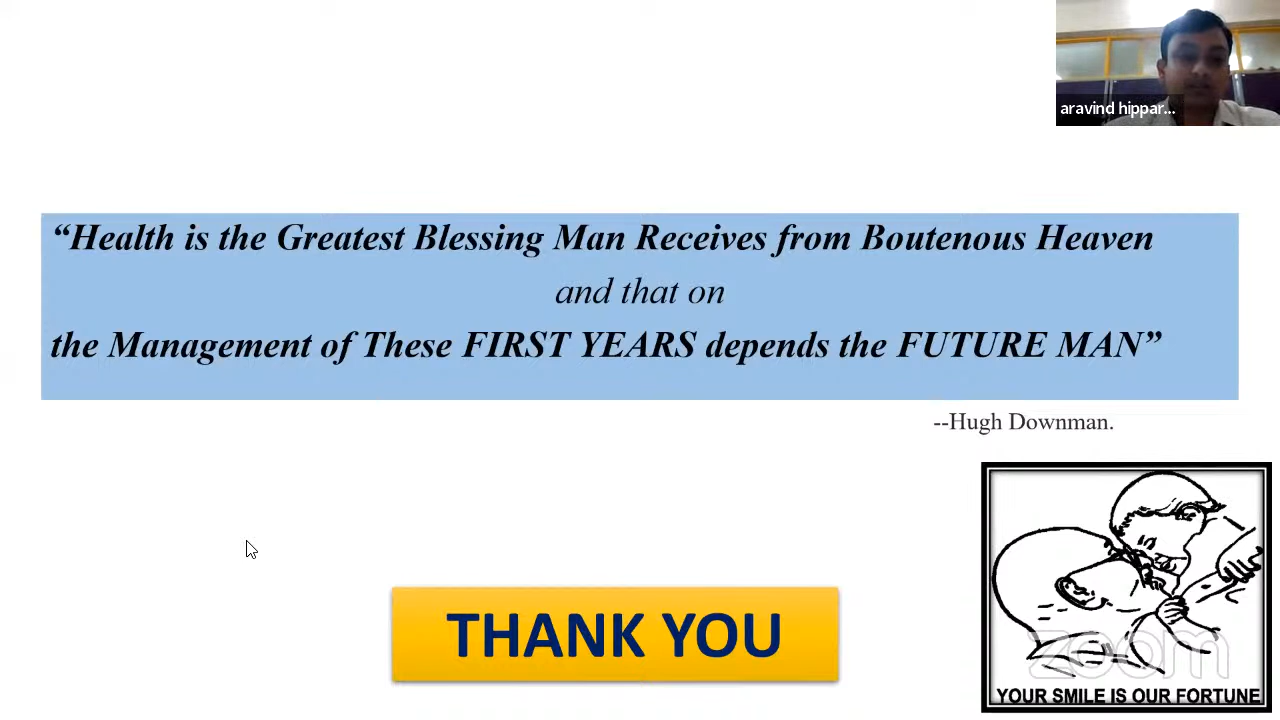 aravind hippar...
“Health is the Greatest Blessing Man Receives from Boutenous Heaven
and that on
the Management of These FIRST YEARS depends the FUTURE MAN”
--Hugh Downman.
THANK YOU
zoom
YOUR SMILE IS OUR FORTUNE